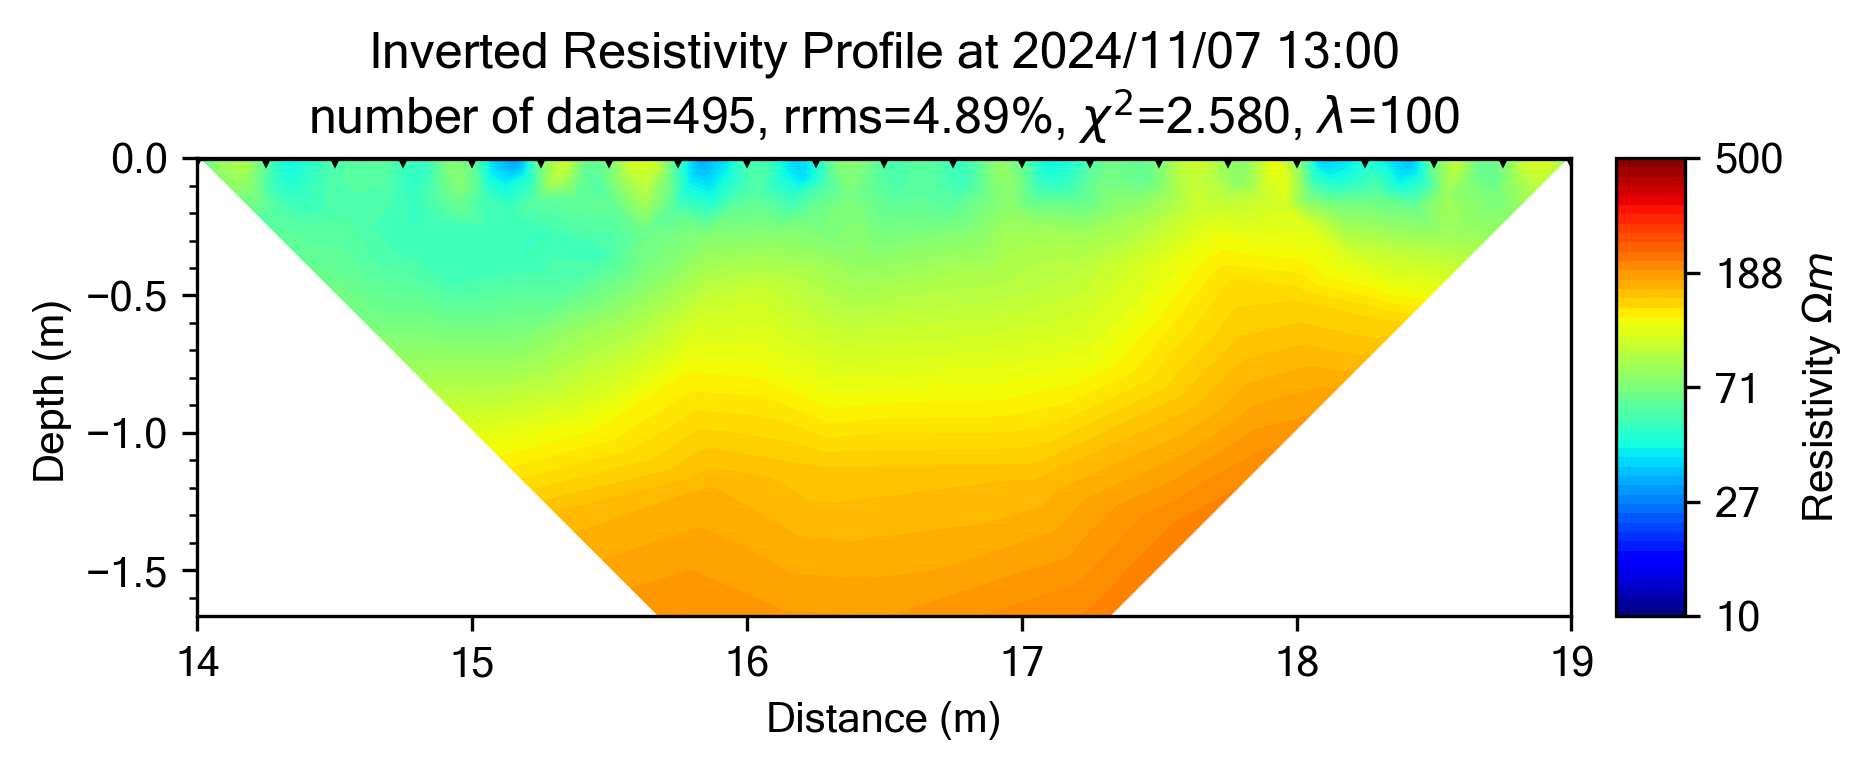 Inverted Resistivity Profile at 2024/11/07 13:00
number of data=495, rrms=4.89%, χ²=2.580, λ=100
0.0
−0.5
−1.0
−1.5
Depth (m)
14 15 16 17 18 19
Distance (m)
500
188
71
27
10
Resistivity Ωm